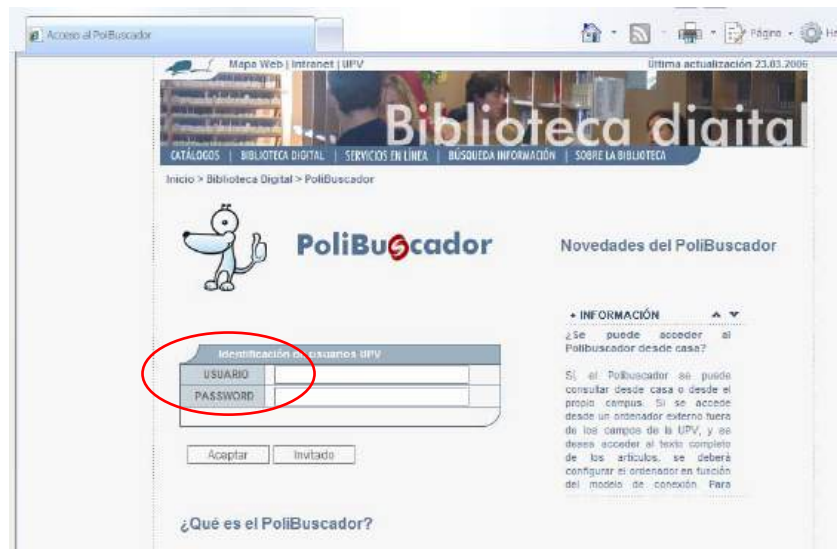 Acceso al PoliBuscador
Página
Mapa Web | Intranet | UPV
Última actualización 23.03.2006
Biblioteca digital
CATÁLOGOS | BIBLIOTECA DIGITAL | SERVICIOS EN LÍNEA | BÚSQUEDA INFORMACIÓN | SOBRE LA BIBLIOTECA
Inicio > Biblioteca Digital > PoliBuscador
PoliBuscador
Novedades del PoliBuscador
INFORMACIÓN
¿Se puede acceder al
Polibuscador desde casa?
Identificación de usuarios UPV
USUARIO
PASSWORD
Aceptar
Invitado
Sí, el Polibuscador se puede
consultar desde casa o desde el
propio campus. Si se accede
desde un ordenador externo fuera
de los campos de la UPV, y se
desea acceder al texto completo
de los artículos, se deberá
configurar el ordenador en función
del modelo de conexión. Para
¿Qué es el PoliBuscador?